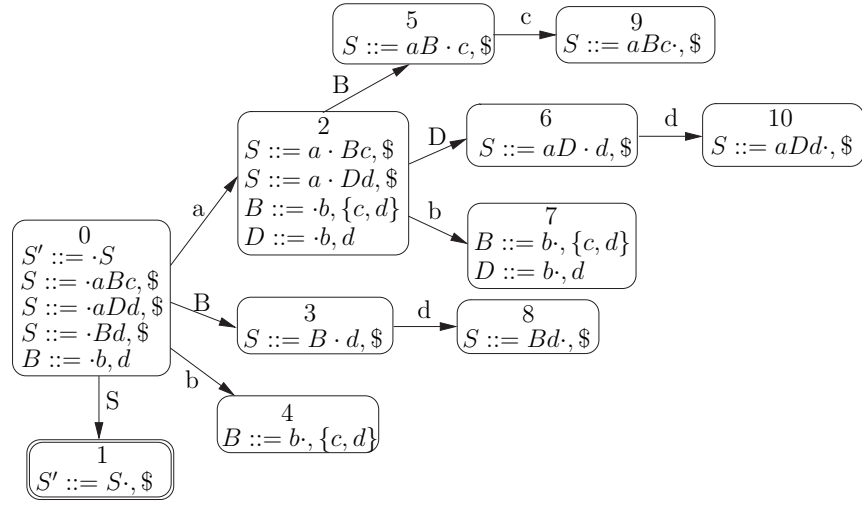 5
S ::= aB · c, $
c
9
S ::= aBc·, $
B
2
S ::= a · Bc, $
S ::= a · Dd, $
B ::= ·b, {c, d}
D ::= ·b, d
D
6
S ::= aD · d, $
d
10
S ::= aDd·, $
b
7
B ::= b·, {c, d}
D ::= b·, d
a
0
S′ ::= ·S
S ::= ·aBc, $
S ::= ·aDd, $
S ::= ·Bd, $
B ::= ·b, d
B
3
S ::= B · d, $
d
8
S ::= Bd·, $
b
4
B ::= b·, {c, d}
S
1
S′ ::= S·, $